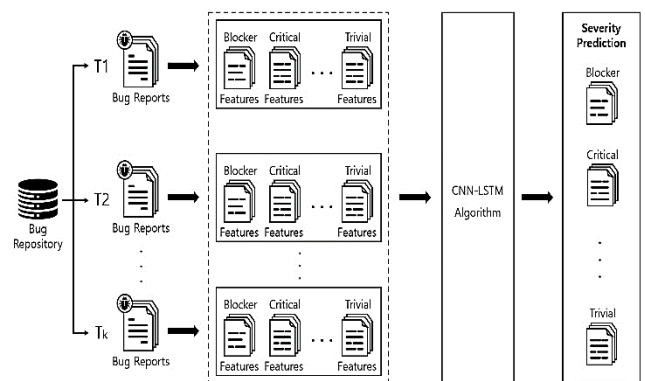 Severity
Prediction
Blocker Critical Trivial
T1
. . .
Bug Reports
Features Features Features
Blocker
Blocker Critical Trivial
Critical
T2
. . .
CNN-LSTM
Algorithm
Bug
Repository
Bug Reports
Features Features Features
Blocker Critical Trivial
Trivial
Tk
. . .
Bug Reports
Features Features Features